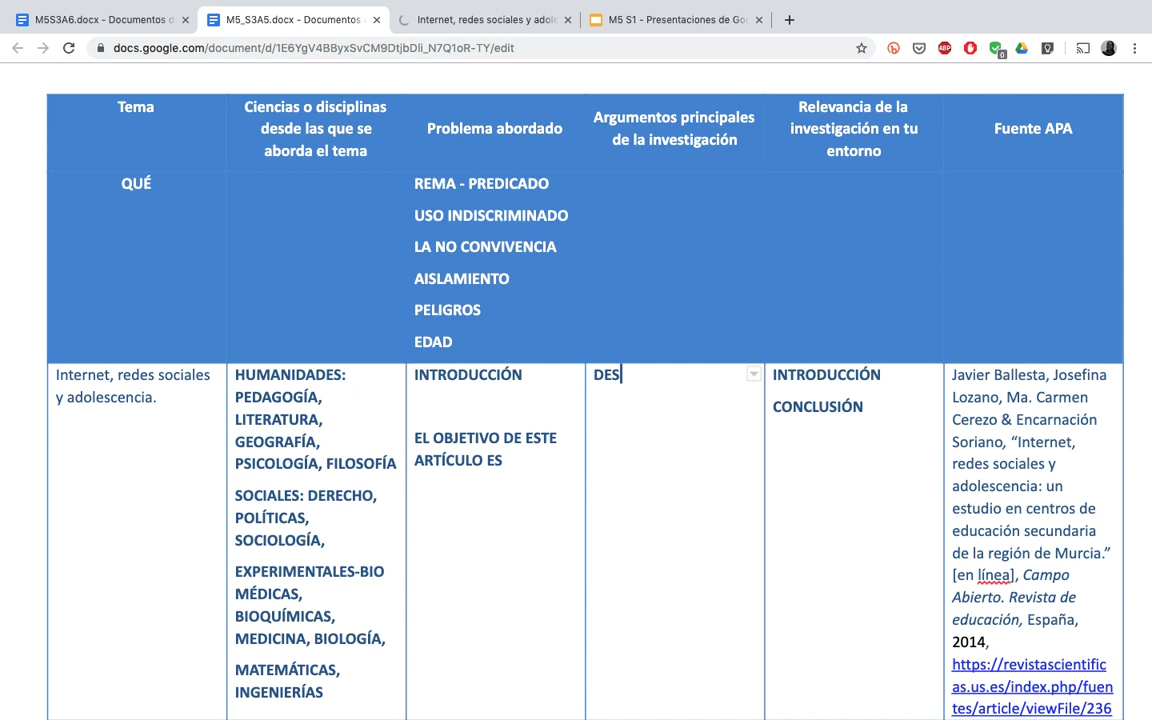 M5S3A6.docx - Documentos d
M5_S3A5.docx - Documentos
Internet, redes sociales y adole
M5 S1 - Presentaciones de Go
docs.google.com/document/d/1E6YgV4BByxSvCM9DtjbDli_N7Q1oR-TY/edit
ABP
0
Tema
Ciencias o disciplinas
desde las que se
aborda el tema
Problema abordado
Argumentos principales
de la investigación
Relevancia de la
investigación en tu
entorno
Fuente APA
QUÉ
REMA - PREDICADO
USO INDISCRIMINADO
LA NO CONVIVENCIA
AISLAMIENTO
PELIGROS
EDAD
Internet, redes sociales
y adolescencia.
HUMANIDADES:
PEDAGOGÍA,
LITERATURA,
GEOGRAFÍA,
PSICOLOGÍA, FILOSOFÍA
SOCIALES: DERECHO,
POLÍTICAS,
SOCIOLOGÍA,
EXPERIMENTALES-BIO
MÉDICAS,
BIOQUÍMICAS,
MEDICINA, BIOLOGÍA,
MATEMÁTICAS,
INGENIERÍAS
INTRODUCCIÓN
EL OBJETIVO DE ESTE
ARTÍCULO ES
DES
INTRODUCCIÓN
CONCLUSIÓN
Javier Ballesta, Josefina
Lozano, Ma. Carmen
Cerezo & Encarnación
Soriano, “Internet,
redes sociales y
adolescencia: un
estudio en centros de
educación secundaria
de la región de Murcia.”
[en línea], Campo
Abierto. Revista de
educación, España,
2014,
https://revistascientific
as.us.es/index.php/fuen
tes/article/viewFile/236